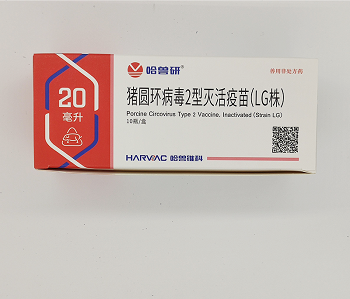 哈兽研
兽用非处方药
20
毫升
猪圆环病毒2型灭活疫苗(LG株)
Porcine Circovirus Type 2 Vaccine, Inactivated (Strain LG)
10瓶/盒
HARVAC 哈兽维科